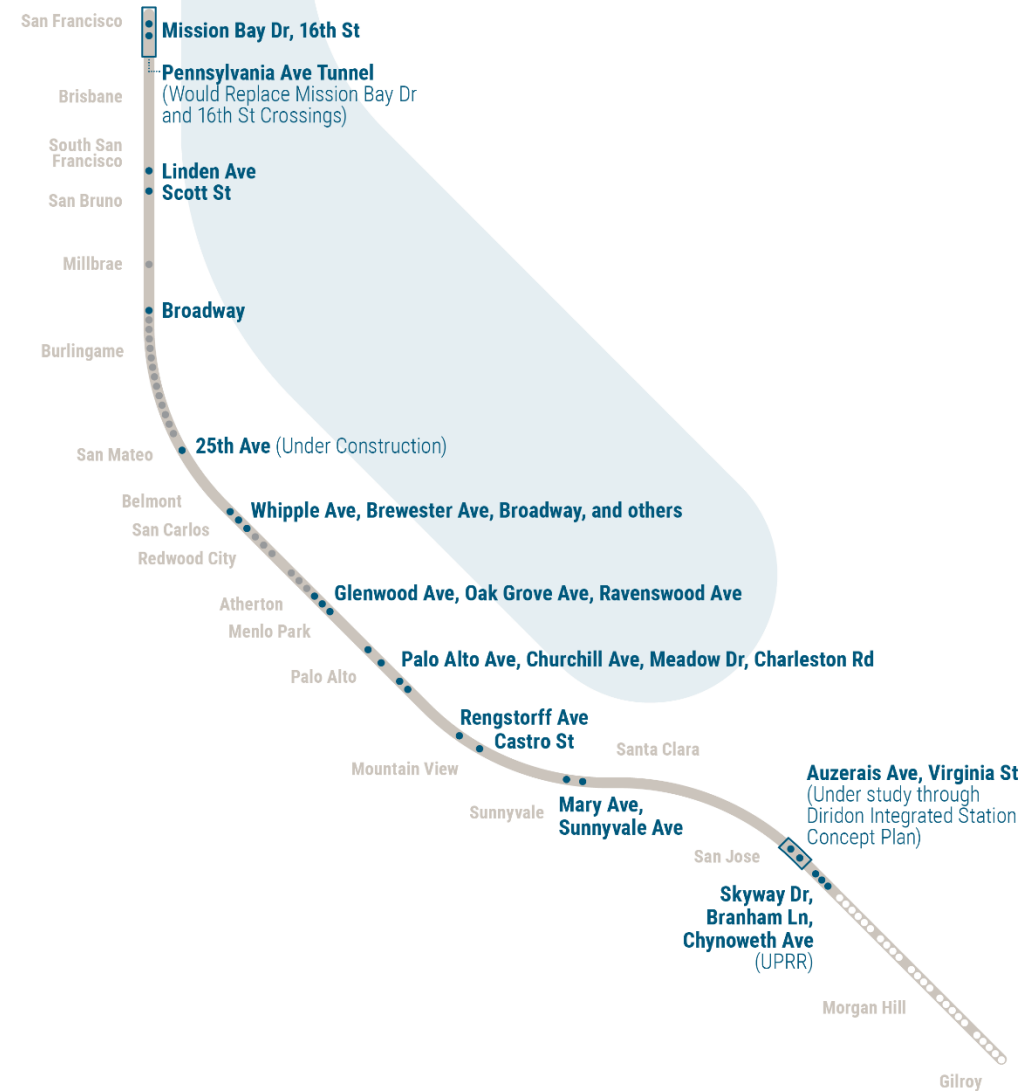 San Francisco
Mission Bay Dr, 16th St
Pennsylvania Ave Tunnel
(Would Replace Mission Bay Dr
and 16th St Crossings)
Brisbane
South San
Francisco
Linden Ave
Scott St
San Bruno
Millbrae
Broadway
Burlingame
25th Ave (Under Construction)
San Mateo
Belmont
Whipple Ave, Brewester Ave, Broadway, and others
San Carlos
Redwood City
Glenwood Ave, Oak Grove Ave, Ravenswood Ave
Atherton
Menlo Park
Palo Alto Ave, Churchill Ave, Meadow Dr, Charleston Rd
Palo Alto
Rengstorff Ave
Castro St
Santa Clara
Mountain View
Auzerais Ave, Virginia St
(Under study through
Diridon Integrated Station
Concept Plan)
Sunnyvale
Mary Ave,
Sunnyvale Ave
San Jose
Skyway Dr,
Branham Ln,
Chynoweth Ave
(UPRR)
Morgan Hill
Gilroy